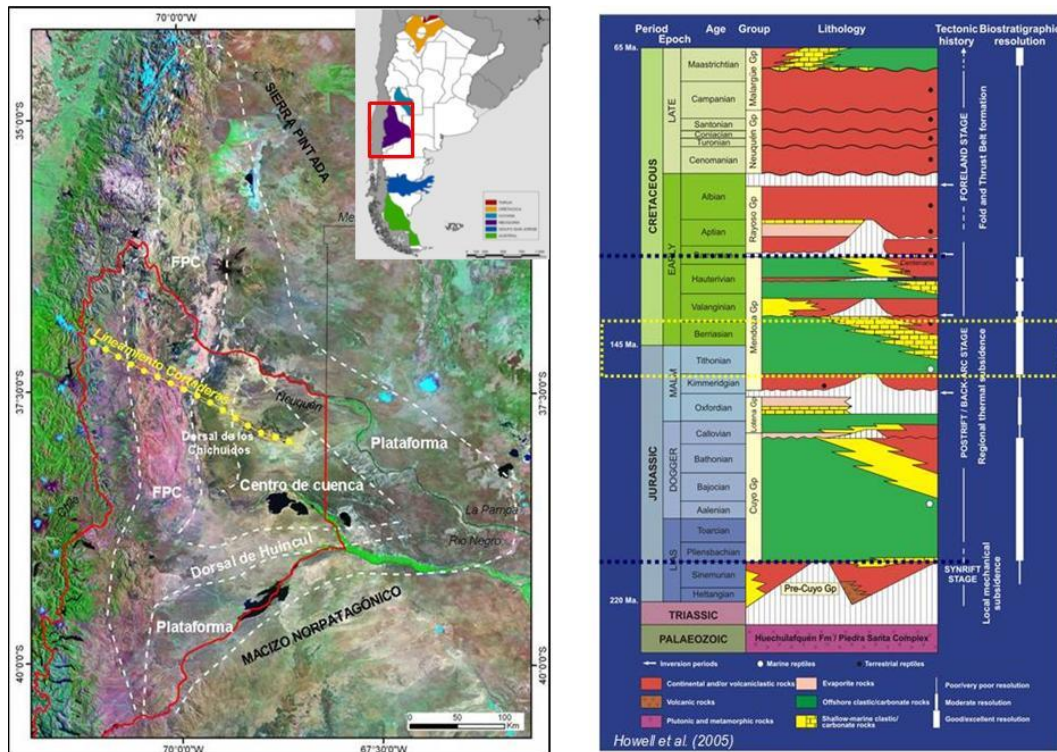 70°0'0"W
35°0'0"S
35°0'0"S
SIERRA PINTADA
FPC
Lineamiento Cortaderas
37°30'0"S
37°30'0"S
Neuquén
Dorsal de los
Chichuidos
Plataforma
FPC
Centro de cuenca
La Pampa
Rio Negro
Dorsal de Huincul
Plataforma
MACIZO NORPATAGÓNICO
40°0'0"S
40°0'0"S
0 50 100
Km
70°0'0"W
67°30'0"W
Period
Epoch
Age
Group
Lithology
Tectonic
history
Biostratigraphic
resolution
65 Ma.
145 Ma.
220 Ma.
CRETACEOUS
LATE
EARLY
Maastrichtian
Campanian
Santonian
Coniacian
Turonian
Cenomanian
Albian
Aptian
Hauterivian
Valanginian
Berriasian
JURASSIC
MALM
DOGGER
LIAS
Tithonian
Kimmeridgian
Oxfordian
Callovian
Bathonian
Bajocian
Aalenian
Toarcian
Pliensbachian
Sinemurian
Hettangian
TRIASSIC
PALAEOZOIC
Malargüe Gp
Neuquén Gp
Rayoso Gp
Mendoza Gp
Lotena Gp
Cuyo Gp
Pre-Cuyo Gp
Centenario
Fm
Huechulafquén Fm / Piedra Santa Complex
FORELAND STAGE
Fold and Thrust Belt formation
POSTRIFT / BACK-ARC STAGE
Regional thermal subsidence
SYNRIFT
STAGE
Local mechanical
subsidence
Inversion periods
Marine reptiles
Terrestrial reptiles
Continental and/or volcaniclastic rocks
Evaporite rocks
Poor/very poor resolution
Volcanic rocks
Offshore clastic/carbonate rocks
Moderate resolution
Plutonic and metamorphic rocks
Shallow-marine clastic/
carbonate rocks
Good/excellent resolution
Howell et al. (2005)